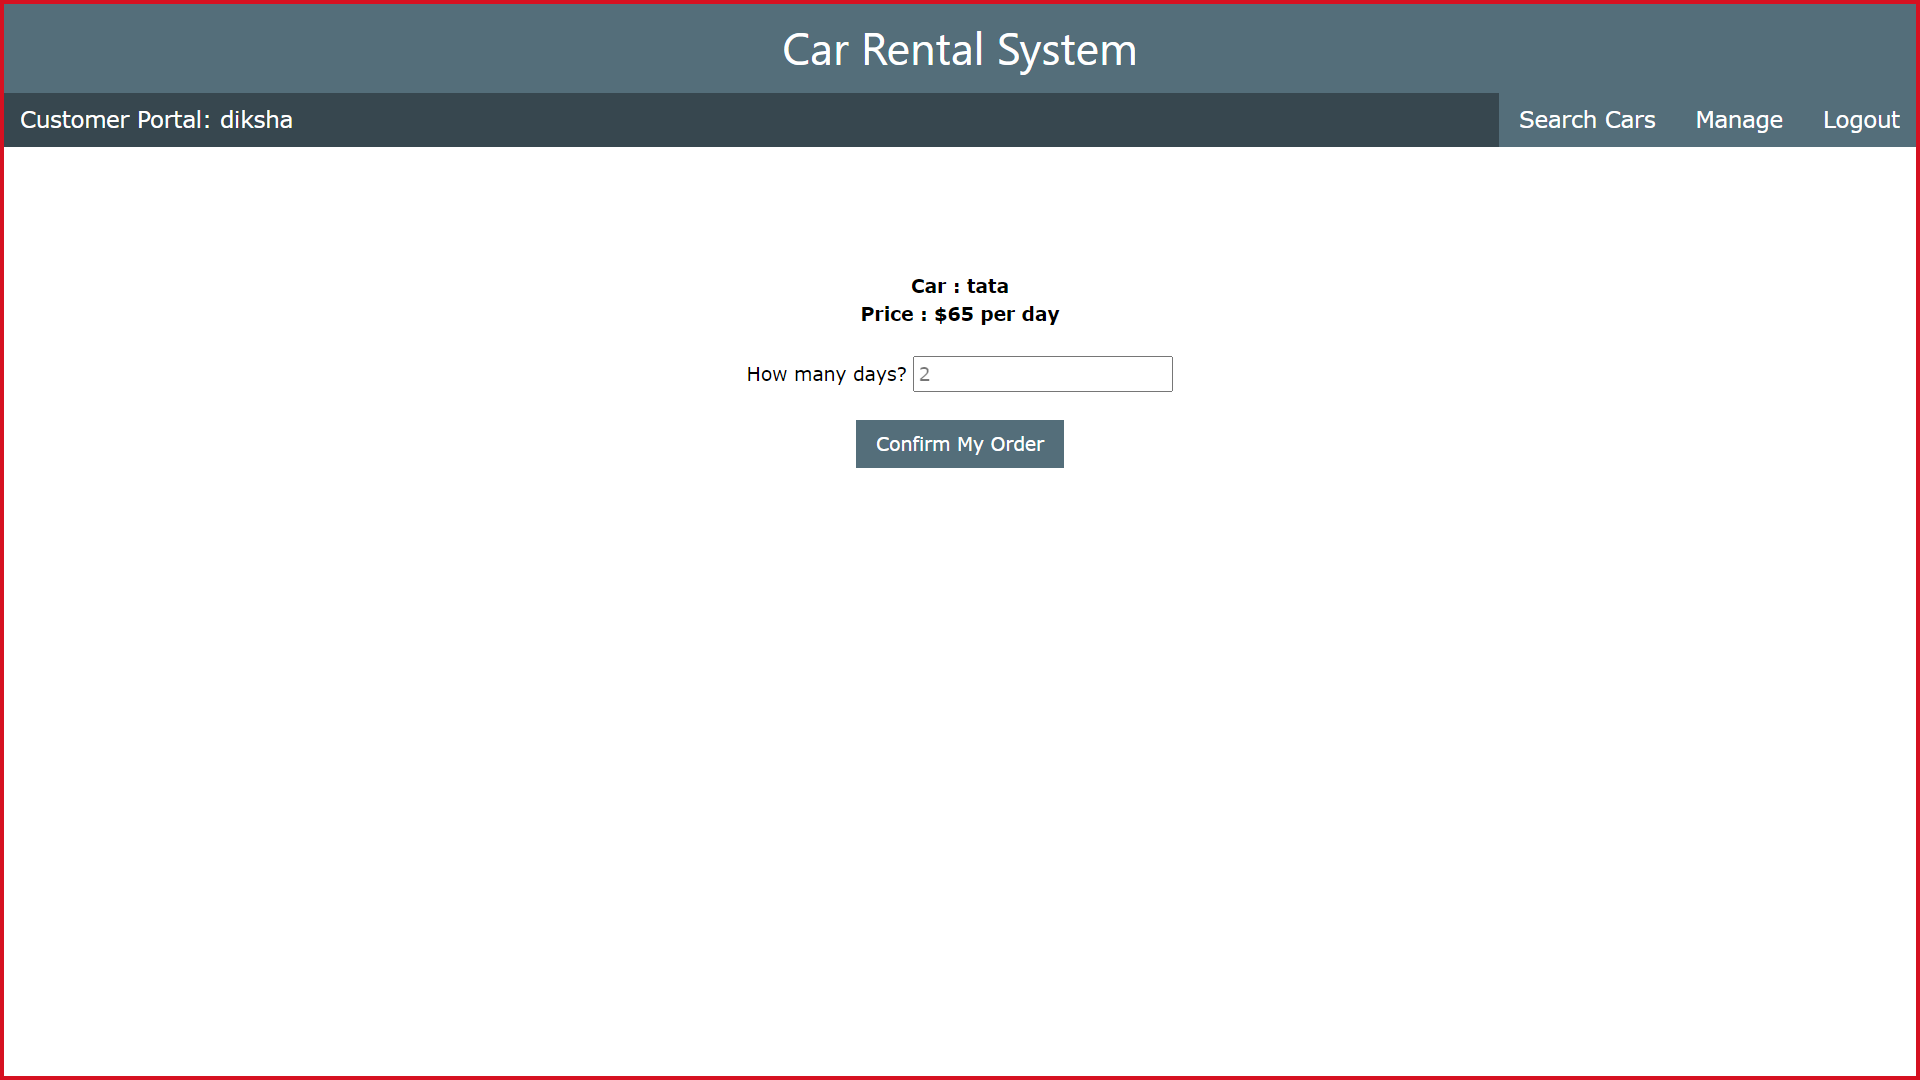 Car Rental System
Customer Portal: diksha
Search Cars Manage Logout
Car : tata
Price : $65 per day
How many days? 2
Confirm My Order